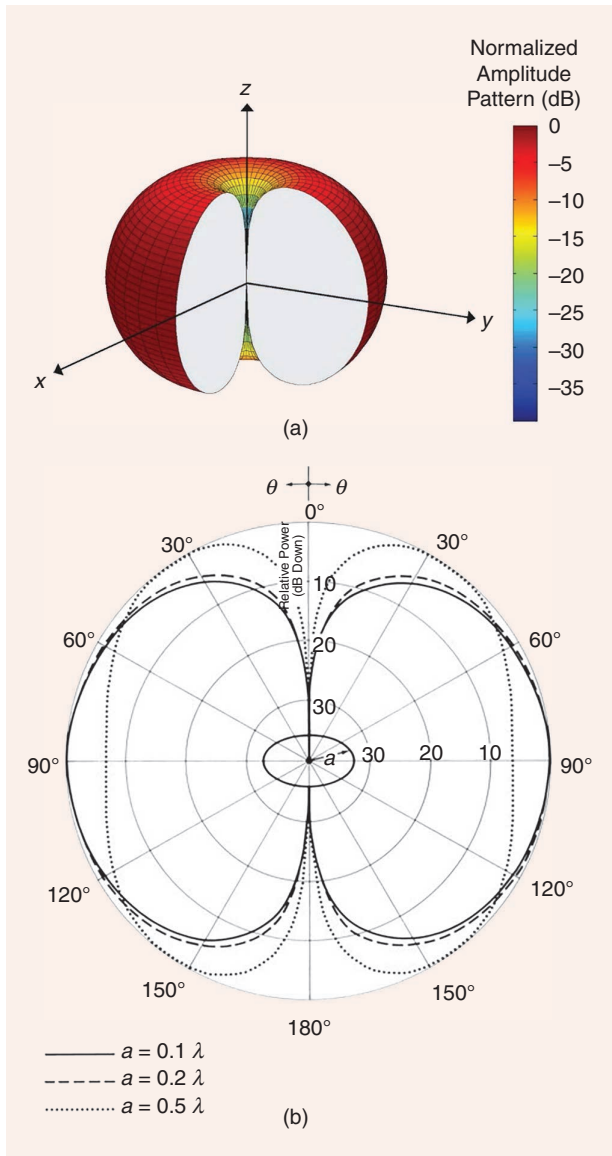 Normalized
Amplitude
Pattern (dB)
0
–5
–10
–15
–20
–25
–30
–35
z
y
x
(a)
θ θ
0°
30° 30°
Relative Power
(dB Down)
10
20
30
60° 60°
90° a 30 20 10 90°
120° 120°
150° 150°
180°
a = 0.1 λ
a = 0.2 λ
a = 0.5 λ
(b)